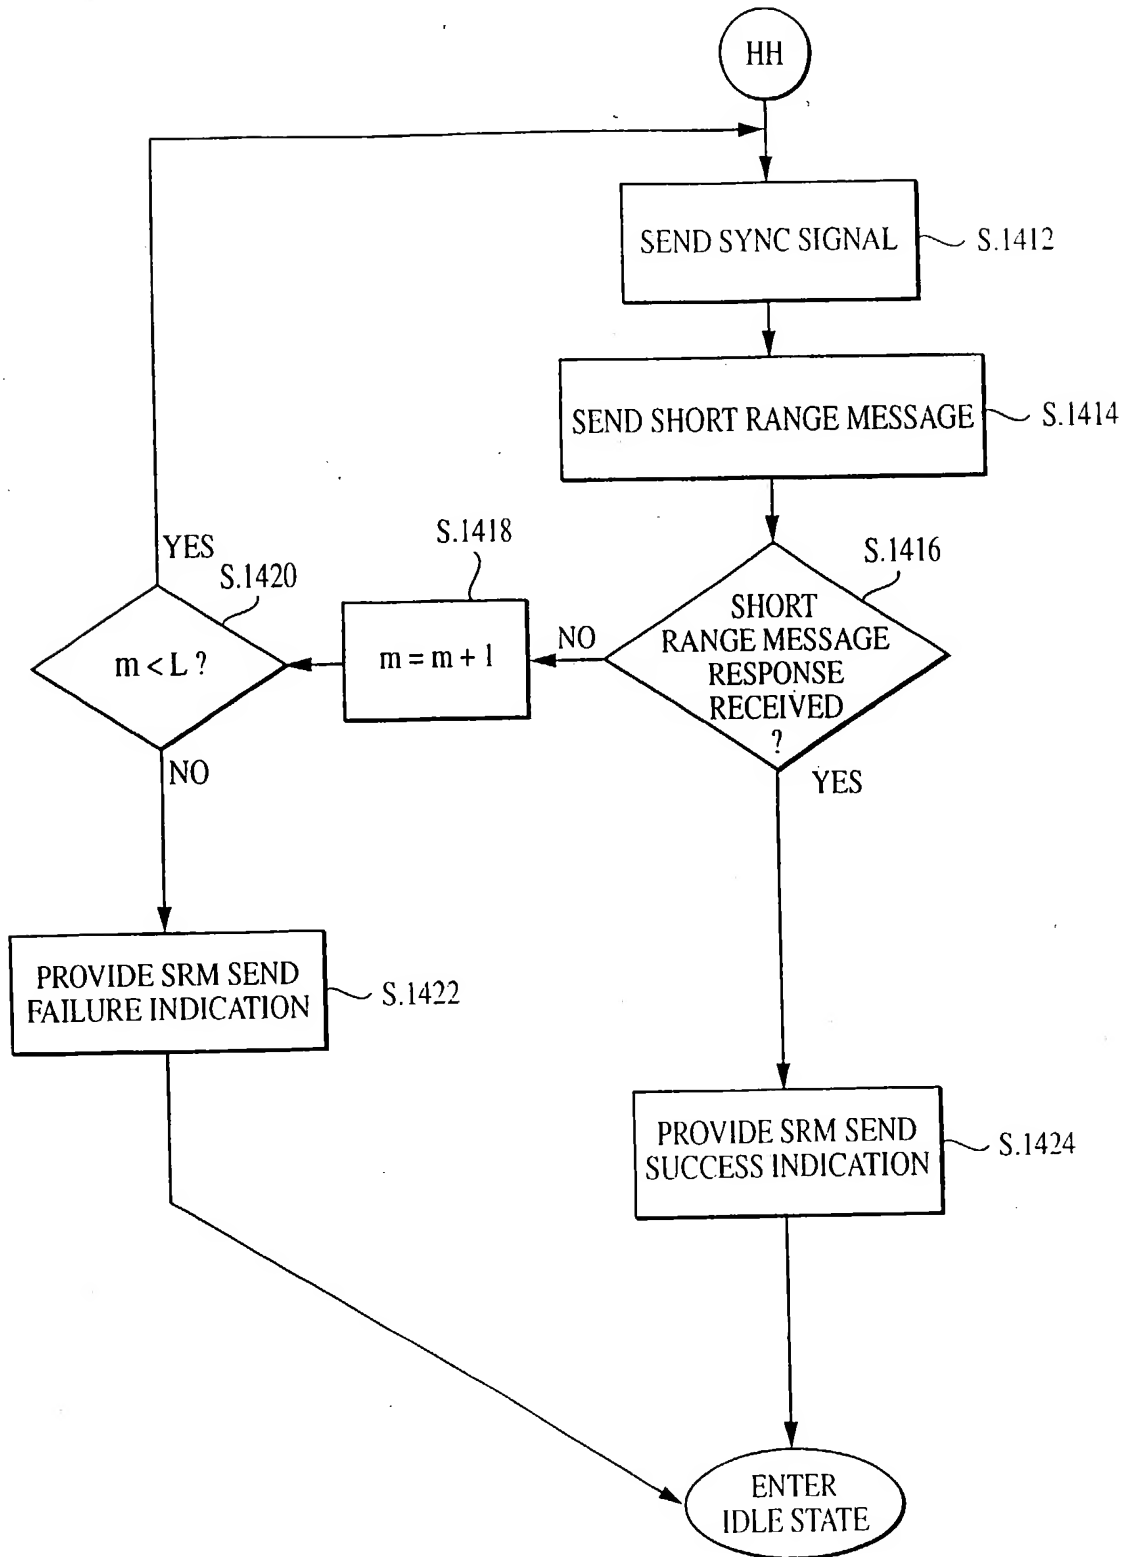 HH
SEND SYNC SIGNAL
S.1412
SEND SHORT RANGE MESSAGE
S.1414
S.1416
SHORT
RANGE MESSAGE
RESPONSE
RECEIVED
?
NO
YES
S.1418
m = m + 1
S.1420
m < L ?
YES
NO
PROVIDE SRM SEND
FAILURE INDICATION
S.1422
PROVIDE SRM SEND
SUCCESS INDICATION
S.1424
ENTER
IDLE STATE